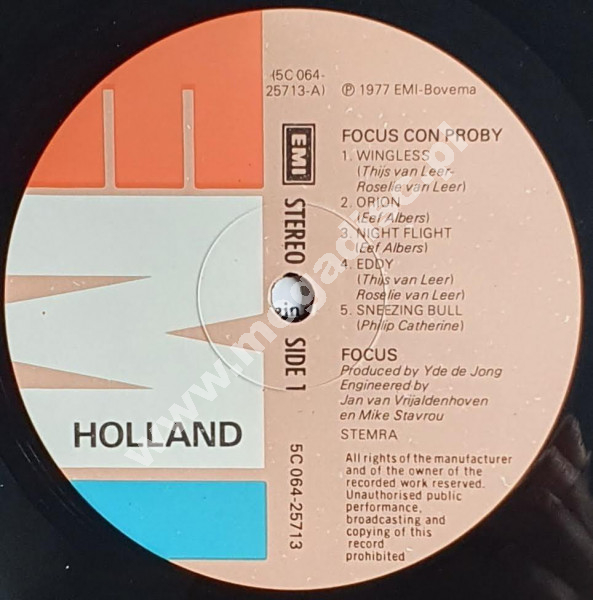 (5C 064-
25713-A)
℗ 1977 EMI-Bovema
FOCUS CON PROBY
1. WINGLESS
(Thijs van Leer-
Roselie van Leer)
2. ORION
(Eef Albers)
3. NIGHT FLIGHT
(Eef Albers)
4. EDDY
(Thijs van Leer)
Roselie van Leer)
5. SNEEZING BULL
(Philip Catherine)
FOCUS
Produced by Yde de Jong
Engineered by
Jan van Vrijaldenhoven
en Mike Stavrou
STEMRA
All rights of the manufacturer
and of the owner of the
recorded work reserved.
Unauthorised public
performance,
broadcasting and
copying of this
record
prohibited
EMI
STEREO SIDE 1
5C 064-25713
EM
HOLLAND